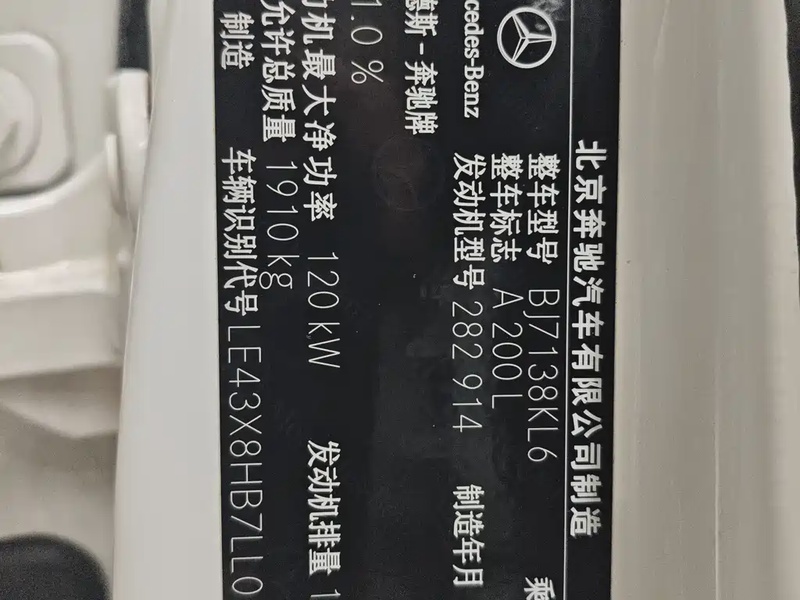 北京奔驰汽车有限公司制造
整车型号 BJ7138KL6 乘
整车标志 A 200 L
发动机型号 282 914 制造年月
cedes-Benz
德斯-奔驰牌
1.0 %
机最大净功率 120 kW 发动机排量 1
允许总质量 1910 kg
制造 车辆识别代号 LE43X8HB7LL0